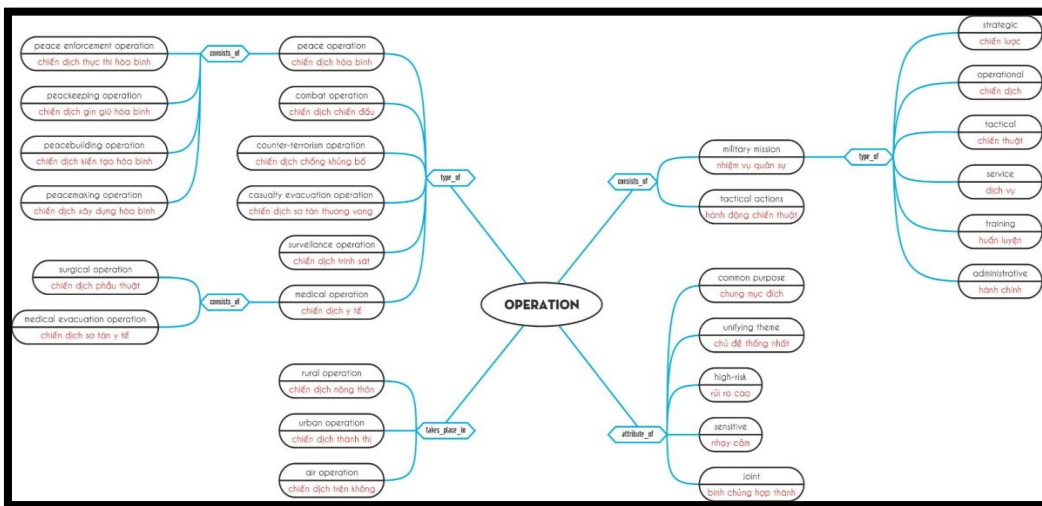 peace enforcement operation
chiến dịch thực thi hòa bình
peackeeping operation
chiến dịch gìn giữ hòa bình
peacebuilding operation
chiến dịch kiến tạo hòa bình
peacemaking operation
chiến dịch xây dựng hòa bình
consists_of
peace operation
chiến dịch hòa bình
combat operation
chiến dịch chiến đấu
counter-terrorism operation
chiến dịch chống khủng bố
casualty evacuation operation
chiến dịch sơ tán thương vong
surveilance operation
chiến dịch trinh sát
medical operation
chiến dịch y tế
type_of
surgical operation
chiến dịch phẫu thuật
medical evacuation operation
chiến dịch sơ tán y tế
consists_of
rural operation
chiến dịch nông thôn
urban operation
chiến dịch thành thị
air operation
chiến dịch trên không
takes_place_in
OPERATION
consists_of
military mission
nhiệm vụ quân sự
tactical actions
hành động chiến thuật
type_of
strategic
chiến lược
operational
chiến dịch
tactical
chiến thuật
service
dịch vụ
training
huấn luyện
administrative
hành chính
attribute_of
common purpose
chung mục đích
unifying theme
chủ đề thống nhất
high-risk
rủi ro cao
sensitive
nhạy cảm
joint
binh chủng hợp thành